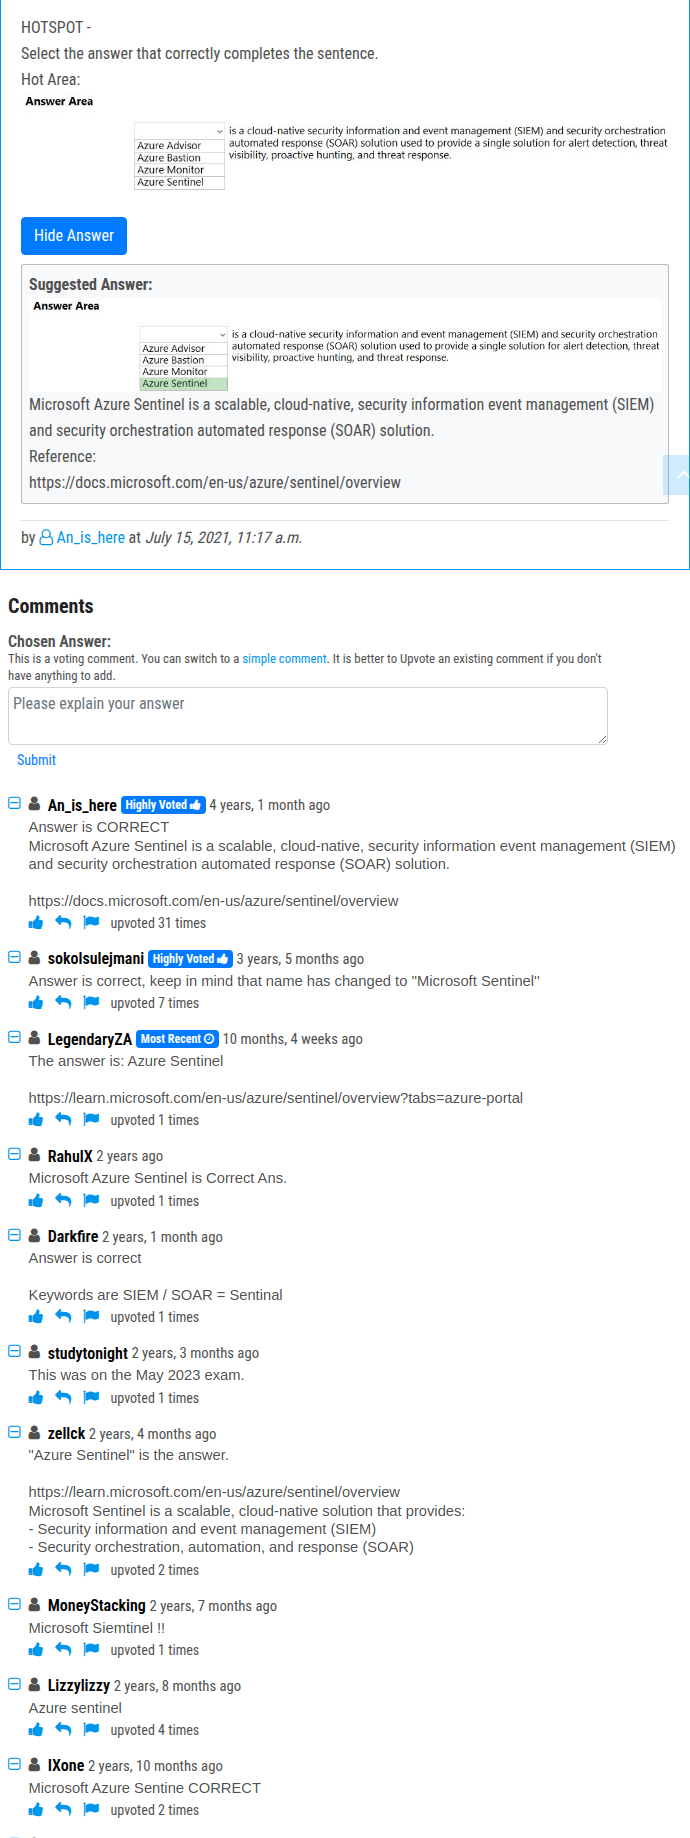 HOTSPOT -
Select the answer that correctly completes the sentence.
Hot Area:
Answer Area
is a cloud-native security information and event management (SIEM) and security orchestration
automated response (SOAR) solution used to provide a single solution for alert detection, threat
visibility, proactive hunting, and threat response.
Azure Advisor
Azure Bastion
Azure Monitor
Azure Sentinel
Hide Answer
Suggested Answer:
Answer Area
is a cloud-native security information and event management (SIEM) and security orchestration
automated response (SOAR) solution used to provide a single solution for alert detection, threat
visibility, proactive hunting, and threat response.
Azure Advisor
Azure Bastion
Azure Monitor
Azure Sentinel
Microsoft Azure Sentinel is a scalable, cloud-native, security information event management (SIEM)
and security orchestration automated response (SOAR) solution.
Reference:
https://docs.microsoft.com/en-us/azure/sentinel/overview
by An_is_here at July 15, 2021, 11:17 a.m.
Comments
Chosen Answer:
This is a voting comment. You can switch to a simple comment. It is better to Upvote an existing comment if you don't
have anything to add.
Please explain your answer
Submit
An_is_here Highly Voted 4 years, 1 month ago
Answer is CORRECT
Microsoft Azure Sentinel is a scalable, cloud-native, security information event management (SIEM)
and security orchestration automated response (SOAR) solution.
https://docs.microsoft.com/en-us/azure/sentinel/overview
upvoted 31 times
sokolsulejmani Highly Voted 3 years, 5 months ago
Answer is correct, keep in mind that name has changed to "Microsoft Sentinel"
upvoted 7 times
LegendaryZA Most Recent 10 months, 4 weeks ago
The answer is: Azure Sentinel
https://learn.microsoft.com/en-us/azure/sentinel/overview?tabs=azure-portal
upvoted 1 times
RahulX 2 years ago
Microsoft Azure Sentinel is Correct Ans.
upvoted 1 times
Darkfire 2 years, 1 month ago
Answer is correct
Keywords are SIEM / SOAR = Sentinal
upvoted 1 times
studytonight 2 years, 3 months ago
This was on the May 2023 exam.
upvoted 1 times
zellck 2 years, 4 months ago
"Azure Sentinel" is the answer.
https://learn.microsoft.com/en-us/azure/sentinel/overview
Microsoft Sentinel is a scalable, cloud-native solution that provides:
- Security information and event management (SIEM)
- Security orchestration, automation, and response (SOAR)
upvoted 2 times
MoneyStacking 2 years, 7 months ago
Microsoft Siemtinel !!
upvoted 1 times
Lizzylizzy 2 years, 8 months ago
Azure sentinel
upvoted 4 times
IXone 2 years, 10 months ago
Microsoft Azure Sentine CORRECT
upvoted 2 times